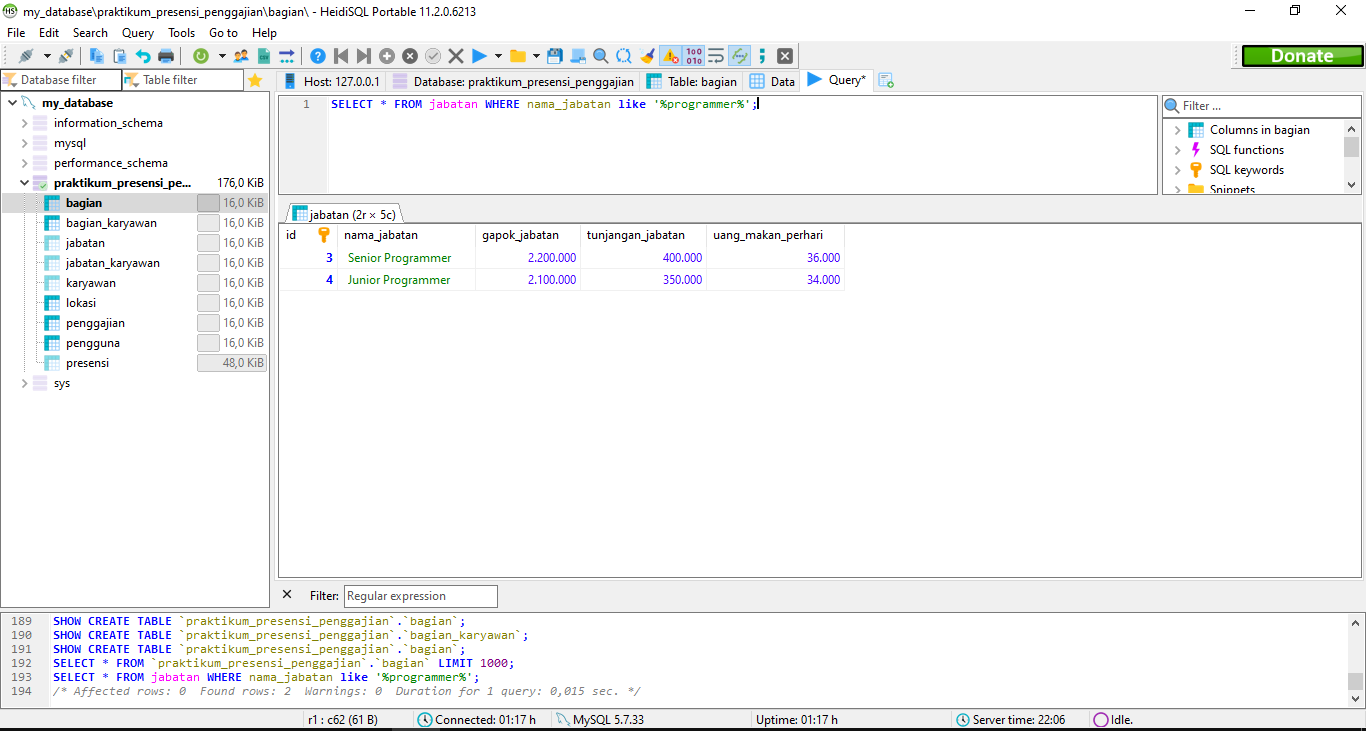 my_database\praktikum_presensi_penggajian\bagian\ - HeidiSQL Portable 11.2.0.6213
File Edit Search Query Tools Go to Help
Donate
Database filter Table filter
Host: 127.0.0.1 Database: praktikum_presensi_penggajian Table: bagian Data Query*
my_database
information_schema
mysql
performance_schema
praktikum_presensi_pe... 176,0 KiB
bagian 16,0 KiB
bagian_karyawan 16,0 KiB
jabatan 16,0 KiB
jabatan_karyawan 16,0 KiB
karyawan 16,0 KiB
lokasi 16,0 KiB
penggajian 16,0 KiB
pengguna 16,0 KiB
presensi 48,0 KiB
sys
1 SELECT * FROM jabatan WHERE nama_jabatan like '%programmer%';
Filter ...
Columns in bagian
SQL functions
SQL keywords
Snippets
jabatan (2r × 5c)
id nama_jabatan gapok_jabatan tunjangan_jabatan uang_makan_perhari
3 Senior Programmer 2.200.000 400.000 36.000
4 Junior Programmer 2.100.000 350.000 34.000
Filter: Regular expression
189 SHOW CREATE TABLE `praktikum_presensi_penggajian`.`bagian`;
190 SHOW CREATE TABLE `praktikum_presensi_penggajian`.`bagian_karyawan`;
191 SHOW CREATE TABLE `praktikum_presensi_penggajian`.`bagian`;
192 SELECT * FROM `praktikum_presensi_penggajian`.`bagian` LIMIT 1000;
193 SELECT * FROM jabatan WHERE nama_jabatan like '%programmer%';
194 /* Affected rows: 0 Found rows: 2 Warnings: 0 Duration for 1 query: 0,015 sec. */
r1 : c62 (61 B) Connected: 01:17 h MySQL 5.7.33 Uptime: 01:17 h Server time: 22:06 Idle.